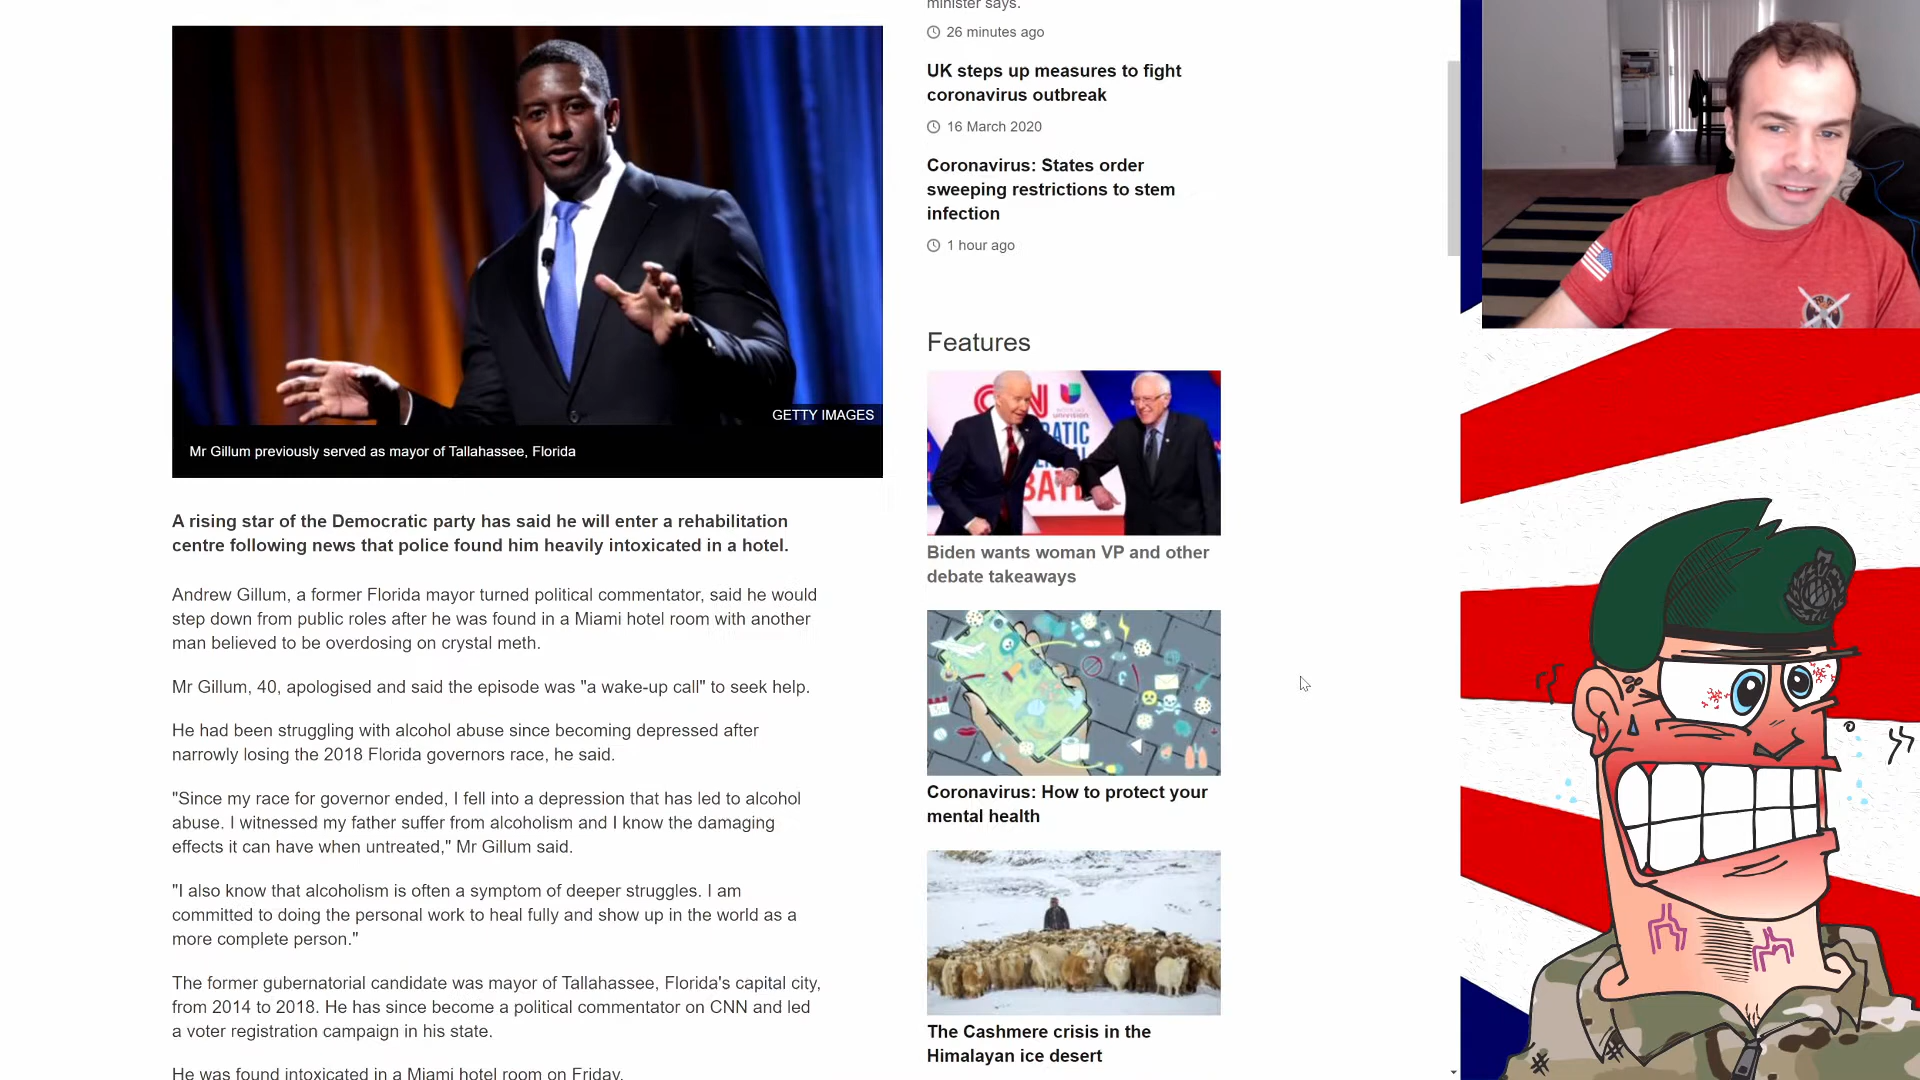 GETTY IMAGES
Mr Gillum previously served as mayor of Tallahassee, Florida
A rising star of the Democratic party has said he will enter a rehabilitation
centre following news that police found him heavily intoxicated in a hotel.
Andrew Gillum, a former Florida mayor turned political commentator, said he would
step down from public roles after he was found in a Miami hotel room with another
man believed to be overdosing on crystal meth.
Mr Gillum, 40, apologised and said the episode was "a wake-up call" to seek help.
He had been struggling with alcohol abuse since becoming depressed after
narrowly losing the 2018 Florida governors race, he said.
"Since my race for governor ended, I fell into a depression that has led to alcohol
abuse. I witnessed my father suffer from alcoholism and I know the damaging
effects it can have when untreated," Mr Gillum said.
"I also know that alcoholism is often a symptom of deeper struggles. I am
committed to doing the personal work to heal fully and show up in the world as a
more complete person."
The former gubernatorial candidate was mayor of Tallahassee, Florida's capital city,
from 2014 to 2018. He has since become a political commentator on CNN and led
a voter registration campaign in his state.
He was found intoxicated in a Miami hotel room on Friday.
minister says.
26 minutes ago
UK steps up measures to fight
coronavirus outbreak
16 March 2020
Coronavirus: States order
sweeping restrictions to stem
infection
1 hour ago
Features
CNN
ATIC
BATE
Biden wants woman VP and other
debate takeaways
Coronavirus: How to protect your
mental health
The Cashmere crisis in the
Himalayan ice desert